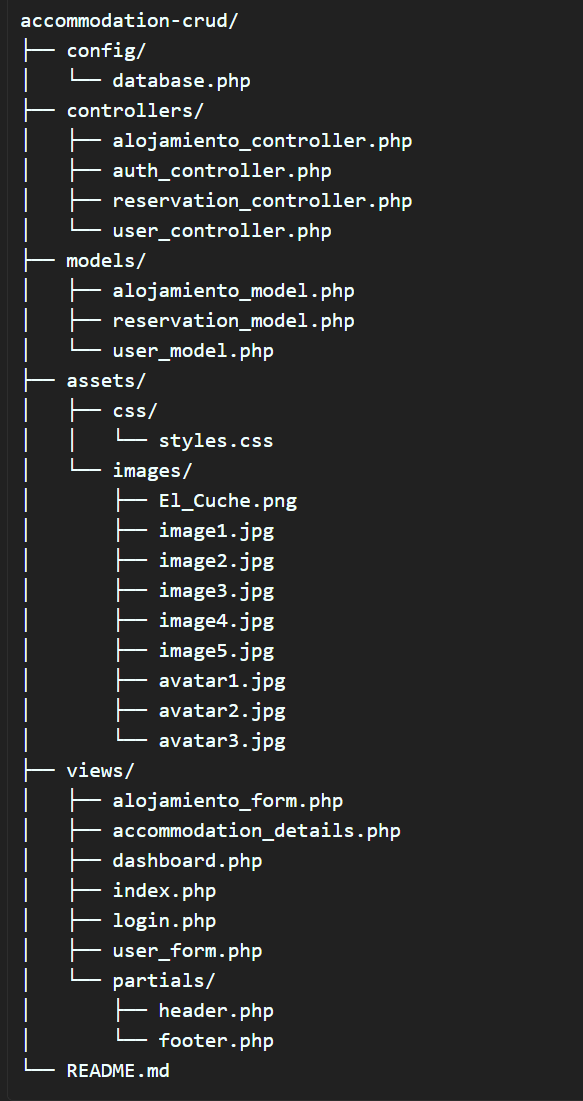 accommodation-crud/
├── config/
│   └── database.php
├── controllers/
│   ├── alojamiento_controller.php
│   ├── auth_controller.php
│   ├── reservation_controller.php
│   └── user_controller.php
├── models/
│   ├── alojamiento_model.php
│   ├── reservation_model.php
│   └── user_model.php
├── assets/
│   ├── css/
│   │   └── styles.css
│   └── images/
│       ├── El_Cuche.png
│       ├── image1.jpg
│       ├── image2.jpg
│       ├── image3.jpg
│       ├── image4.jpg
│       ├── image5.jpg
│       ├── avatar1.jpg
│       ├── avatar2.jpg
│       └── avatar3.jpg
├── views/
│   ├── alojamiento_form.php
│   ├── accommodation_details.php
│   ├── dashboard.php
│   ├── index.php
│   ├── login.php
│   ├── user_form.php
│   └── partials/
│       ├── header.php
│       └── footer.php
└── README.md